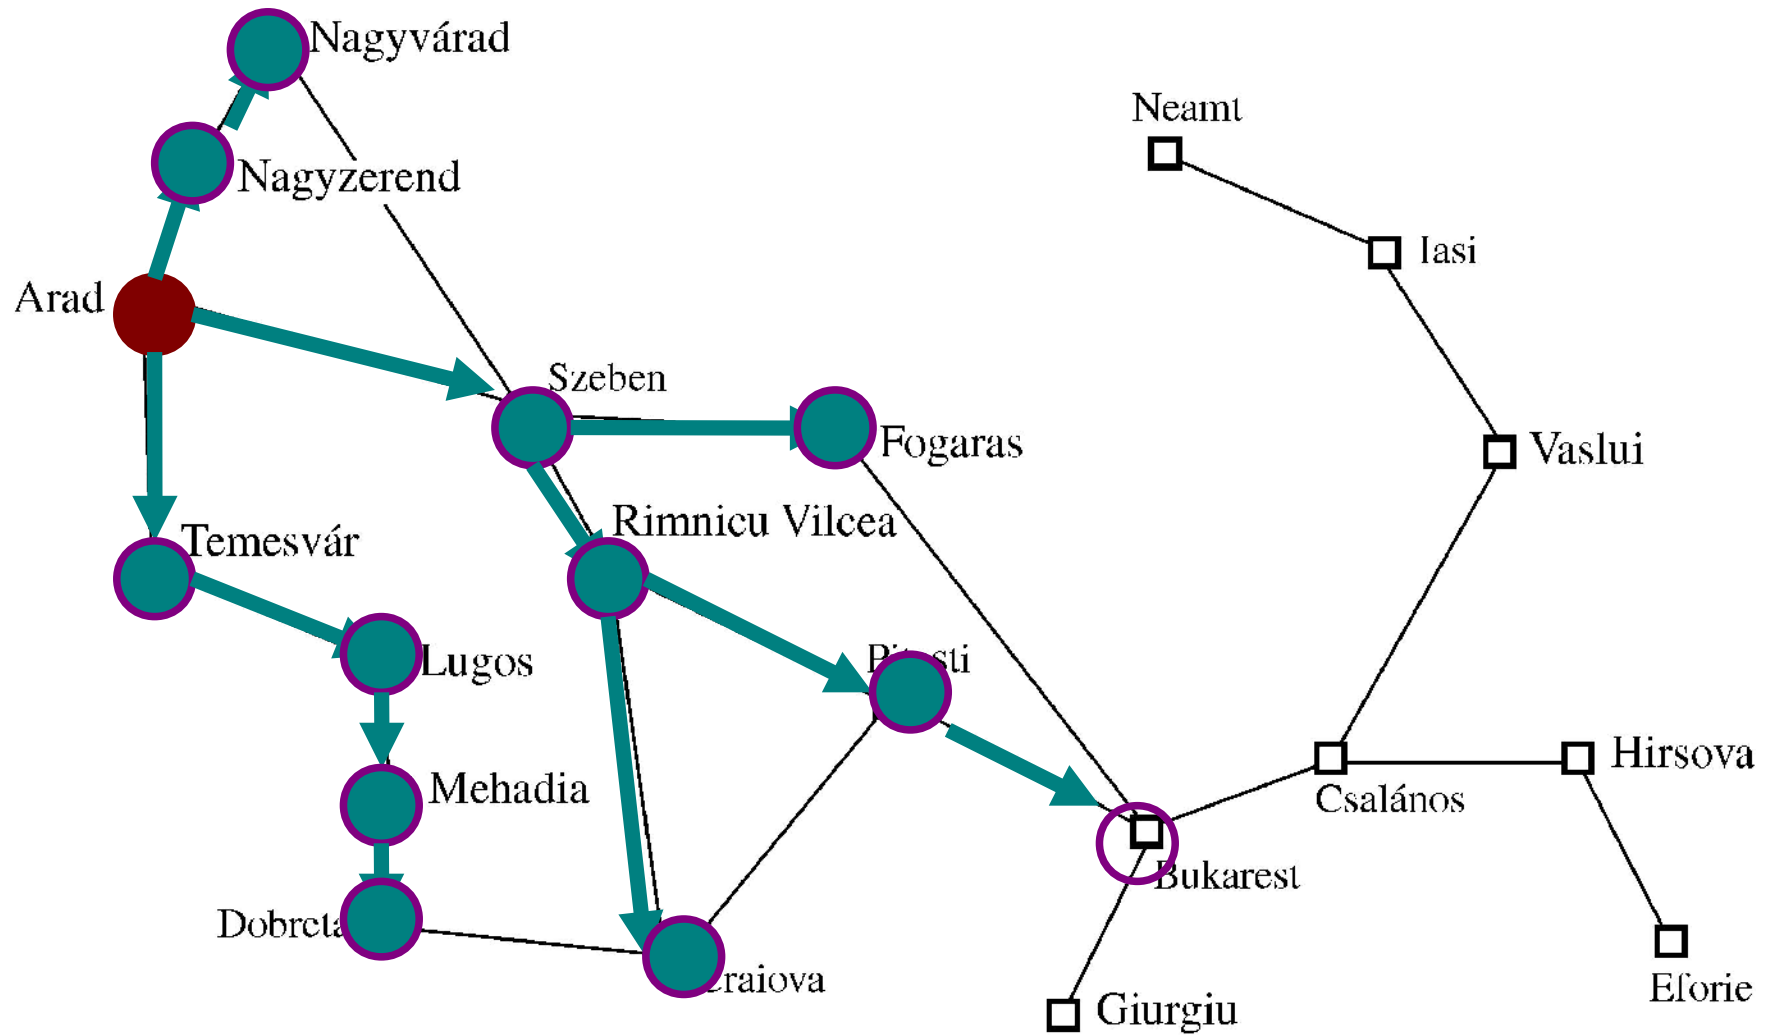 Nagyvárad
Neamt
Nagyzerend
Iasi
Arad
Szeben
Fogaras
Vaslui
Rimnicu Vilcea
Temesvár
Lugos
Hirsova
Mehadia
Csalános
Bukarest
Dobreta
Eforie
Giurgiu